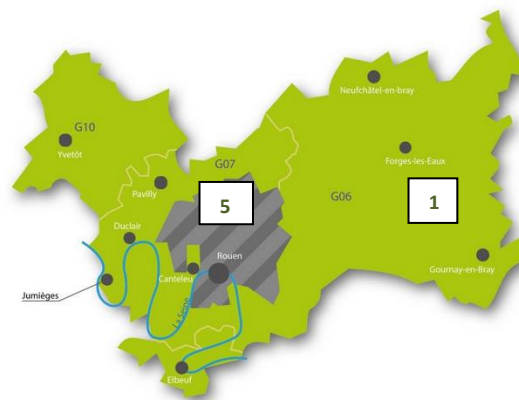 Neufchâtel-en-bray
G10
Yvetôt
Forges-les-Eaux
G07
Pavilly
5
G06
1
Duclair
Gournay-en-Bray
Rouen
Canteleu
Jumièges
La Seine
Elbeuf